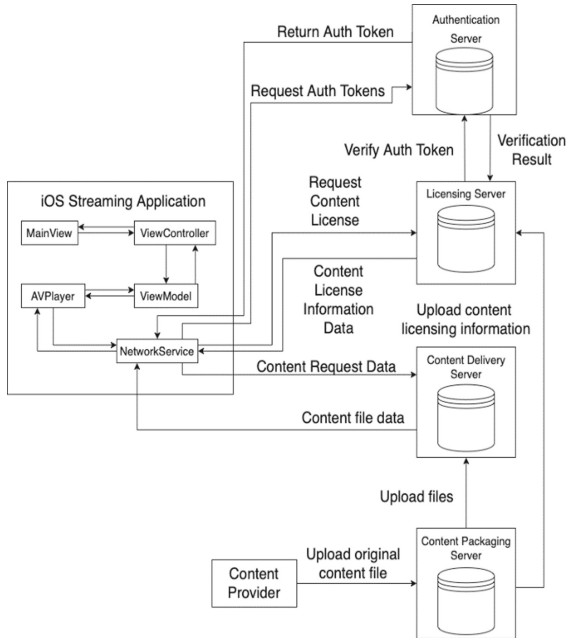 Authentication
Server
Return Auth Token
Request Auth Tokens
Verify Auth Token
Verification
Result
iOS Streaming Application
MainView
ViewController
AVPlayer
ViewModel
NetworkService
Request
Content
License
Licensing Server
Content
License
Information
Data
Upload content
licensing information
Content Request Data
Content Delivery
Server
Content file data
Upload files
Content Packaging
Server
Upload original
content file
Content
Provider